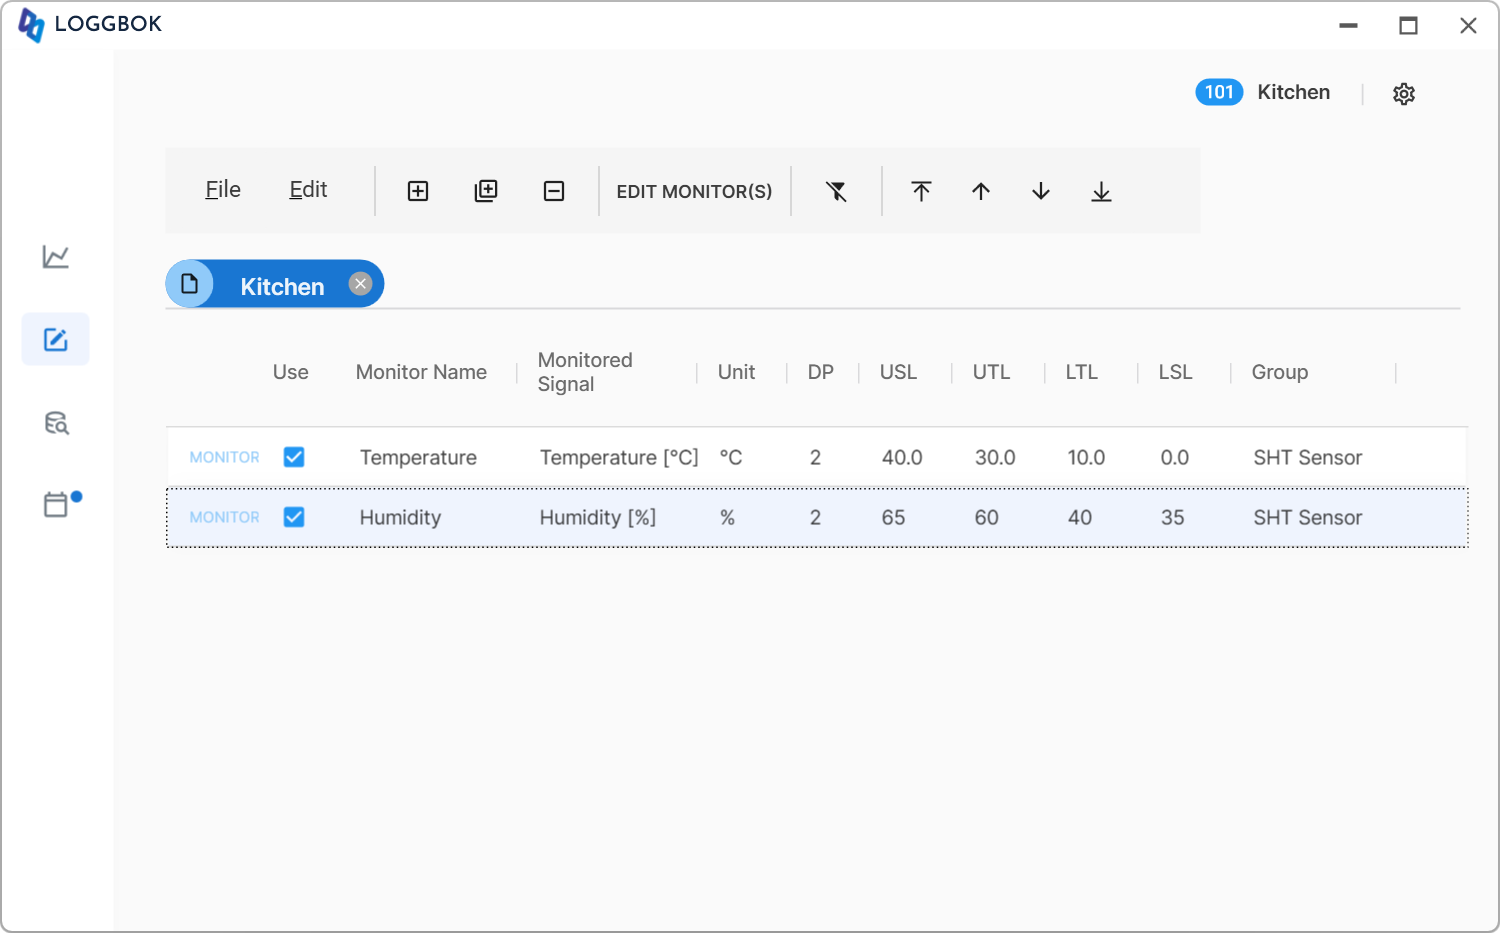 LOGGBOK
101 Kitchen
File Edit EDIT MONITOR(S)
Kitchen
Use Monitor Name Monitored Signal Unit DP USL UTL LTL LSL Group
MONITOR Temperature Temperature [°C] °C 2 40.0 30.0 10.0 0.0 SHT Sensor
MONITOR Humidity Humidity [%] % 2 65 60 40 35 SHT Sensor